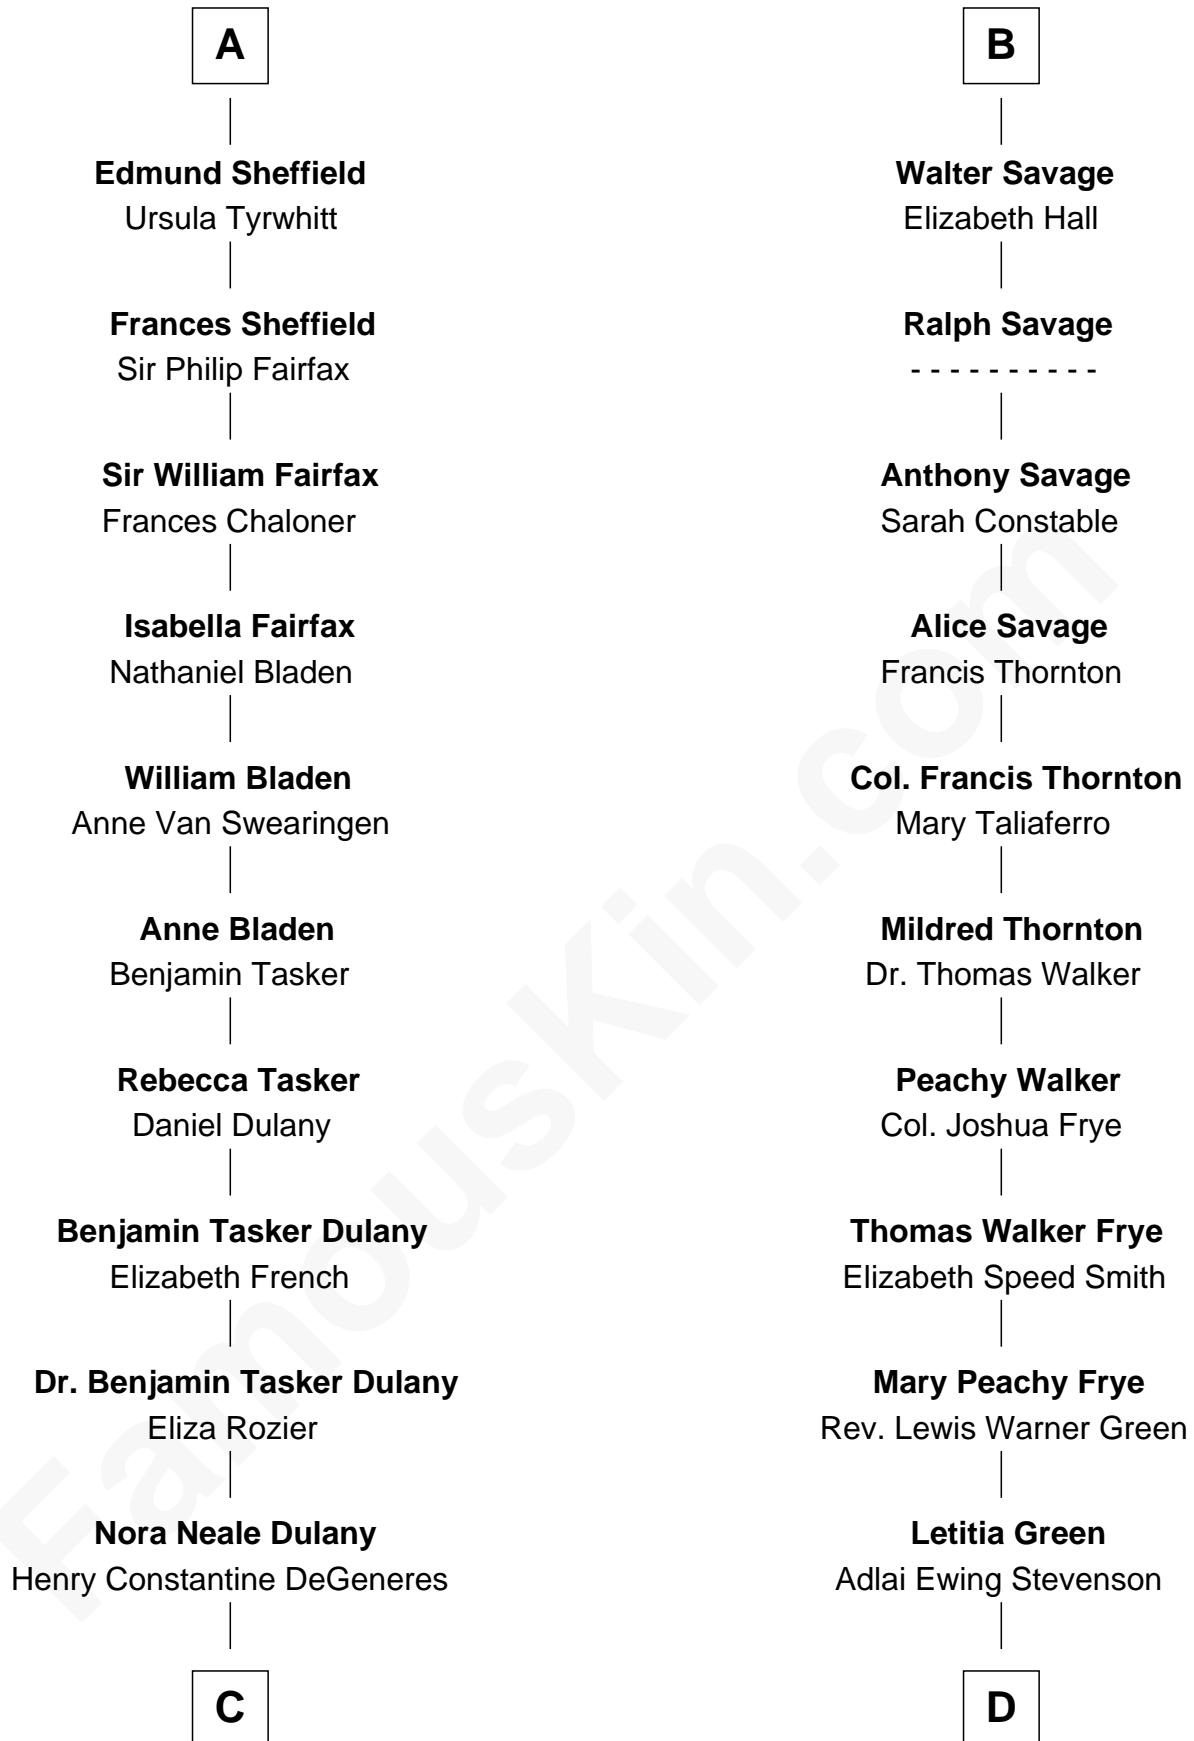 A
Edmund Sheffield
Ursula Tyrwhitt
Frances Sheffield
Sir Philip Fairfax
Sir William Fairfax
Frances Chaloner
Isabella Fairfax
Nathaniel Bladen
William Bladen
Anne Van Swearingen
Anne Bladen
Benjamin Tasker
Rebecca Tasker
Daniel Dulany
Benjamin Tasker Dulany
Elizabeth French
Dr. Benjamin Tasker Dulany
Eliza Rozier
Nora Neale Dulany
Henry Constantine DeGeneres
C
B
Walter Savage
Elizabeth Hall
Ralph Savage
- - - - - - - - - -
Anthony Savage
Sarah Constable
Alice Savage
Francis Thornton
Col. Francis Thornton
Mary Taliaferro
Mildred Thornton
Dr. Thomas Walker
Peachy Walker
Col. Joshua Frye
Thomas Walker Frye
Elizabeth Speed Smith
Mary Peachy Frye
Rev. Lewis Warner Green
Letitia Green
Adlai Ewing Stevenson
D
FamousKin.com